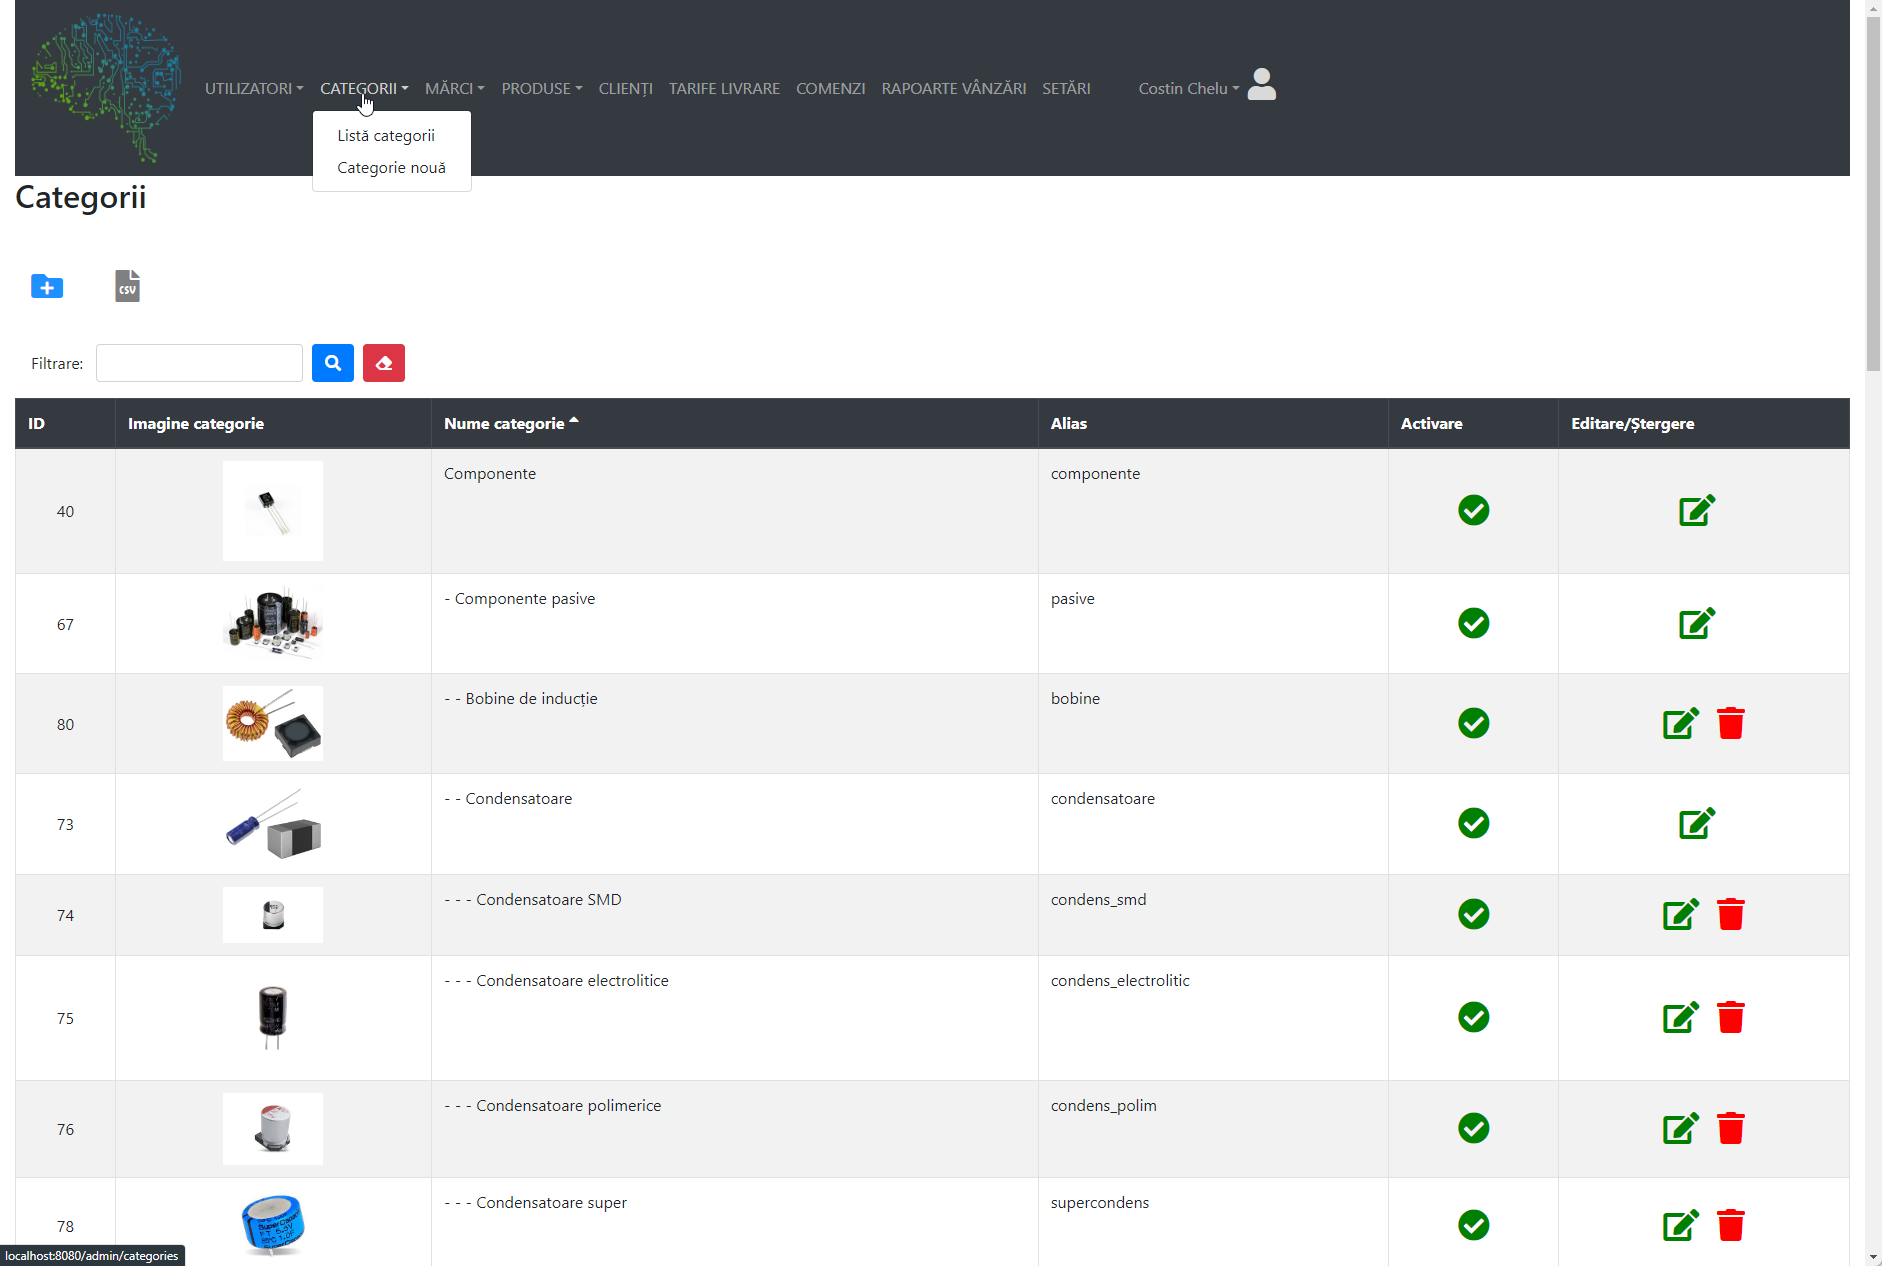 UTILIZATORI CATEGORII MĂRCI PRODUSE CLIENȚI TARIFE LIVRARE COMENZI RAPOARTE VÂNZĂRI SETĂRI Costin Chelu
Listă categorii
Categorie nouă
Categorii
CSV
Filtrare:
ID Imagine categorie Nume categorie Alias Activare Editare/Ștergere
40 Componente componente
67 - Componente pasive pasive
80 - - Bobine de inducție bobine
73 - - Condensatoare condensatoare
74 - - - Condensatoare SMD condens_smd
75 - - - Condensatoare electrolitice condens_electrolitic
76 - - - Condensatoare polimerice condens_polim
78 - - - Condensatoare super supercondens
localhost:8080/admin/categories